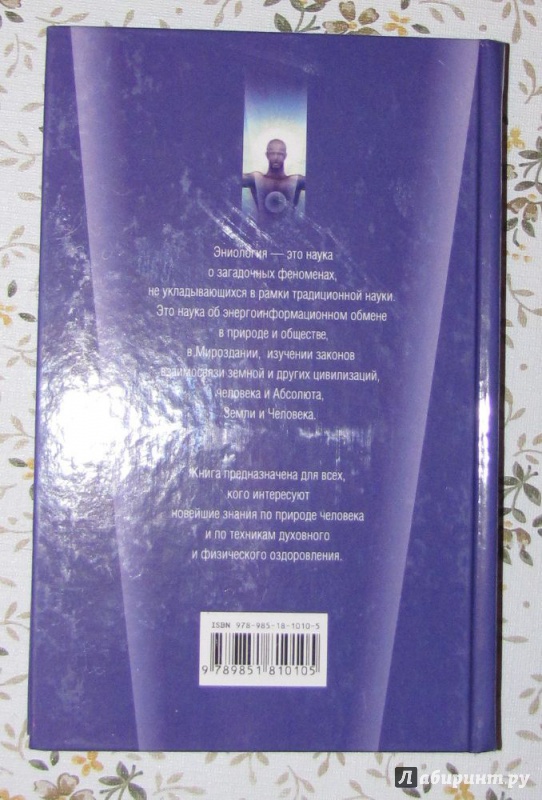 Эниология — это наука
о загадочных феноменах,
не укладывающихся в рамки традиционной науки.
Это наука об энергоинформационном обмене
в природе и обществе,
в Мироздании, изучении законов
взаимосвязи земной и других цивилизаций,
человека и Абсолюта,
Земли и Человека.
Книга предназначена для всех,
кого интересуют
новейшие знания по природе человека
и по техникам духовного
и физического оздоровления.
ISBN 978-985-18-1010-5
9 789851 810105
Лабиринт.ру